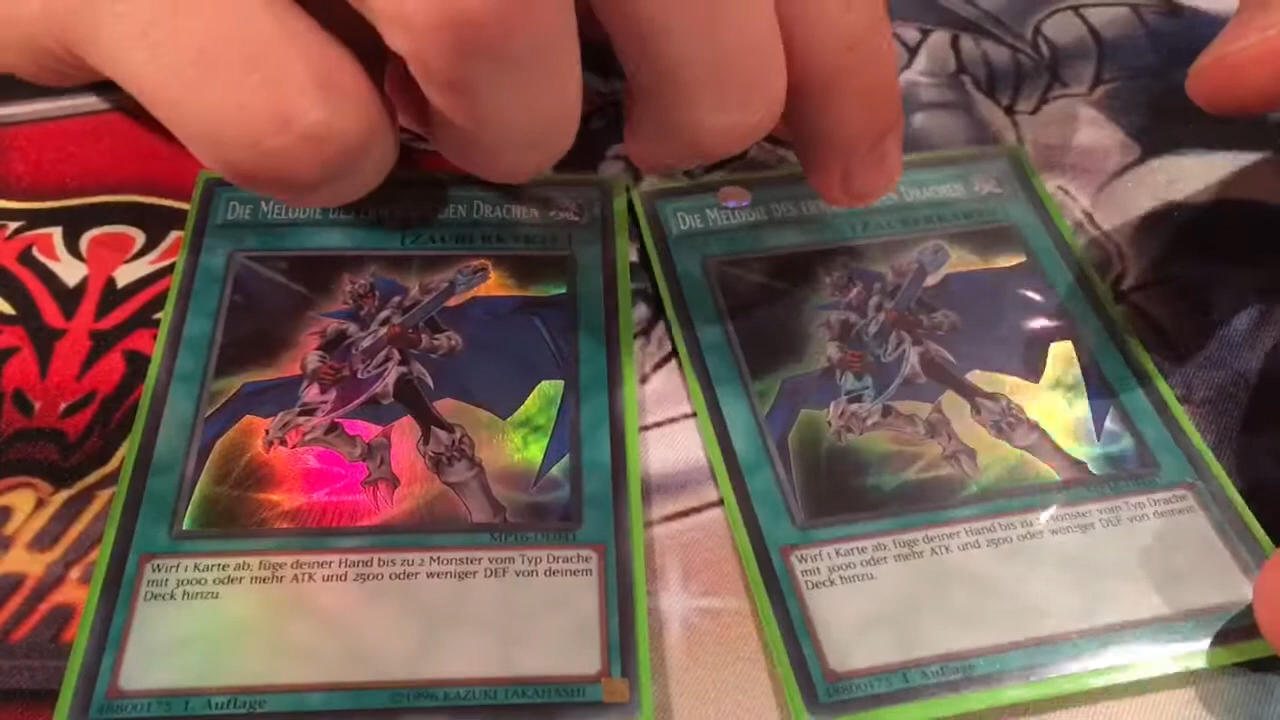 DIE MELODIE DES DRACHEN
[ZAUBERKARTE]
MP16-DE041
Wirf 1 Karte ab; füge deiner Hand bis zu 2 Monster vom Typ Drache
mit 3000 oder mehr ATK und 2500 oder weniger DEF von deinem
Deck hinzu.
48800175 1. Auflage
©1996 KAZUKI TAKAHASHI
DIE MELODIE DES DRACHEN
[ZAUBERKARTE]
Wirf 1 Karte ab; füge deiner Hand bis zu 2 Monster vom Typ Drache
mit 3000 oder mehr ATK und 2500 oder weniger DEF von deinem
Deck hinzu.
48800175 1. Auflage